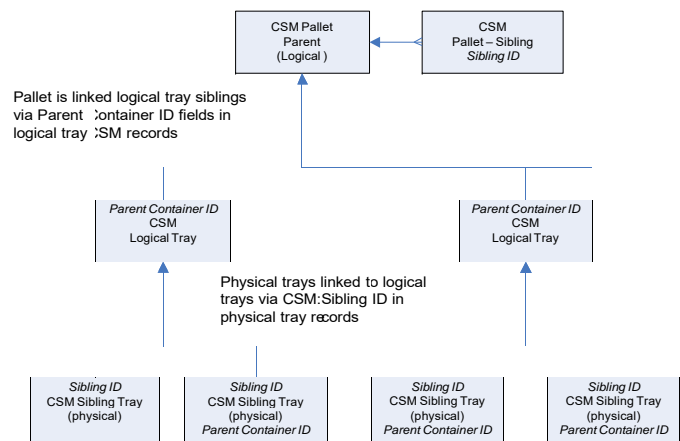 CSM Pallet
Parent
(Logical )
CSM
Pallet – Sibling
Sibling ID
Pallet is linked logical tray siblings
via Parent Container ID fields in
logical tray CSM records
Parent Container ID
CSM
Logical Tray
Parent Container ID
CSM
Logical Tray
Physical trays linked to logical
trays via CSM:Sibling ID in
physical tray records
Sibling ID
CSM Sibling Tray
(physical)
Sibling ID
CSM Sibling Tray
(physical)
Parent Container ID
Sibling ID
CSM Sibling Tray
(physical)
Parent Container ID
Sibling ID
CSM Sibling Tray
(physical)
Parent Container ID